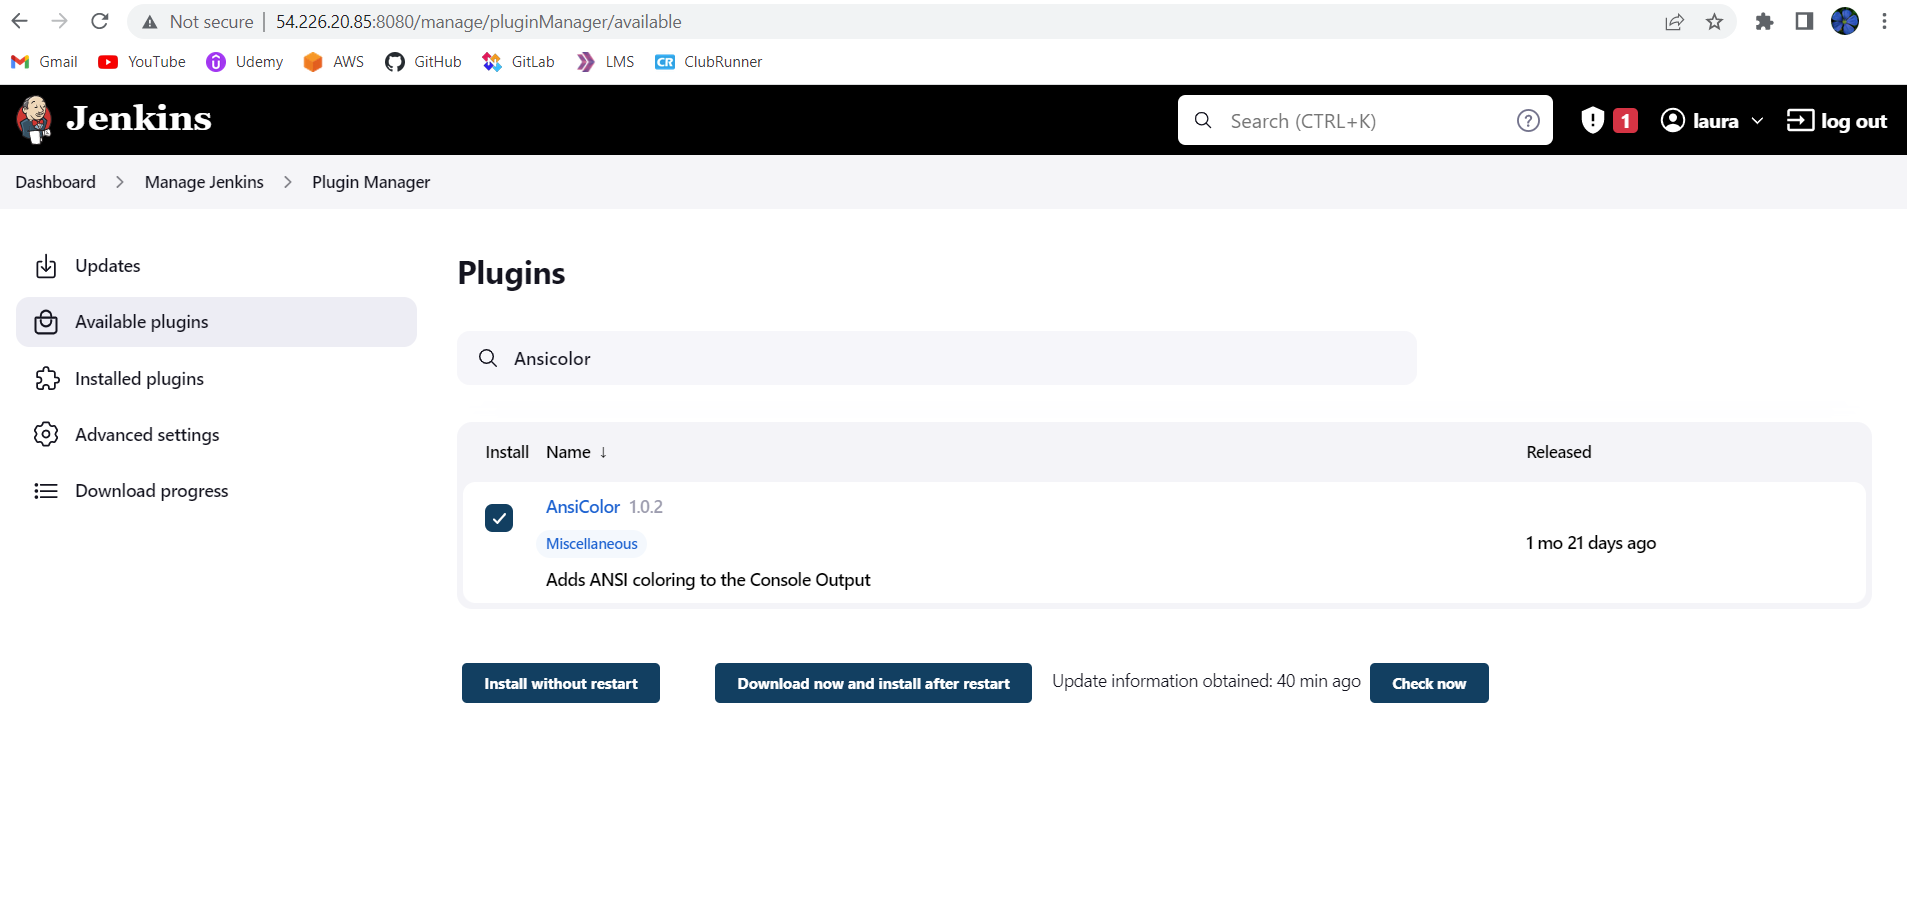 Not secure | 54.226.20.85:8080/manage/pluginManager/available
Gmail YouTube Udemy AWS GitHub GitLab LMS CR ClubRunner
Jenkins Search (CTRL+K) ? 1 laura log out
Dashboard Manage Jenkins Plugin Manager
Updates
Available plugins
Installed plugins
Advanced settings
Download progress
Plugins
Ansicolor
Install Name ↓ Released
AnsiColor 1.0.2
Miscellaneous
1 mo 21 days ago
Adds ANSI coloring to the Console Output
Install without restart Download now and install after restart Update information obtained: 40 min ago Check now